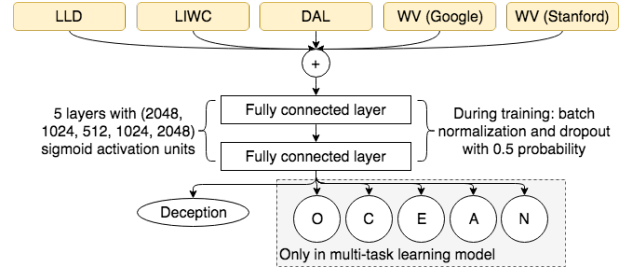 LLD
LIWC
DAL
WV (Google)
WV (Stanford)
+
Fully connected layer
5 layers with (2048,
1024, 512, 1024, 2048)
sigmoid activation units
During training: batch
normalization and dropout
with 0.5 probability
Fully connected layer
Deception
O
C
E
A
N
Only in multi-task learning model